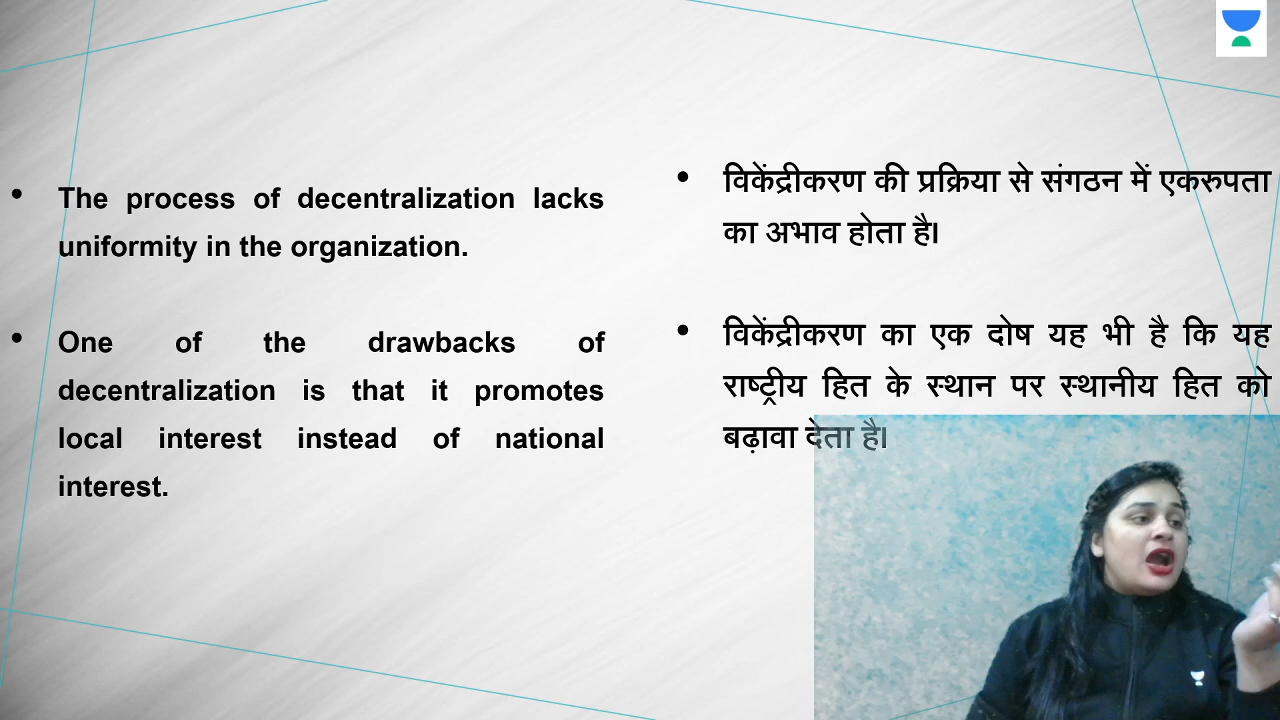 The process of decentralization lacks
uniformity in the organization.
One of the drawbacks of
decentralization is that it promotes
local interest instead of national
interest.
विकेंद्रीकरण की प्रक्रिया से संगठन में एकरुपता
का अभाव होता है।
विकेंद्रीकरण का एक दोष यह भी है कि यह
राष्ट्रीय हित के स्थान पर स्थानीय हित को
बढ़ावा देता है।